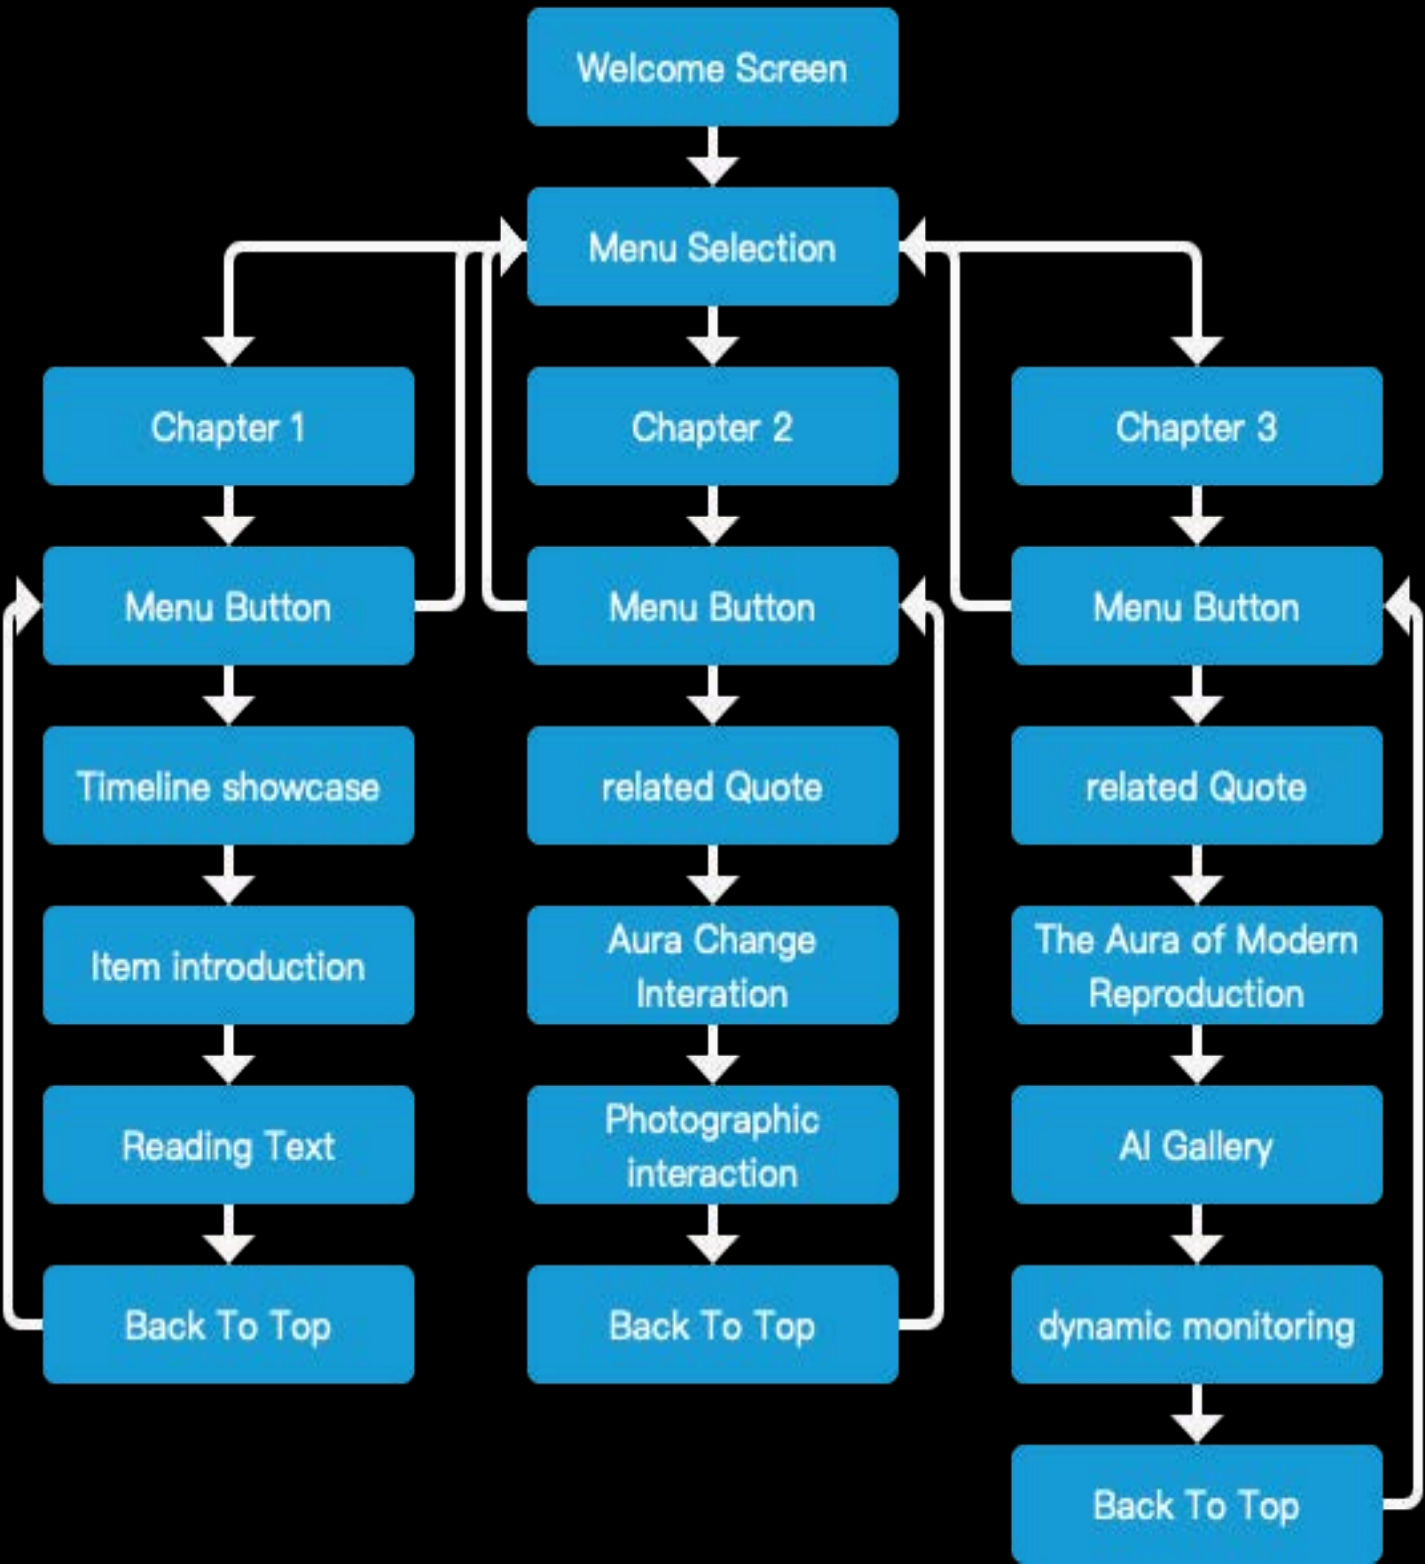 Welcome Screen
Menu Selection
Chapter 1
Chapter 2
Chapter 3
Menu Button
Menu Button
Menu Button
Timeline showcase
related Quote
related Quote
Item introduction
Aura Change
Interation
The Aura of Modern
Reproduction
Reading Text
Photographic
interaction
AI Gallery
Back To Top
Back To Top
dynamic monitoring
Back To Top